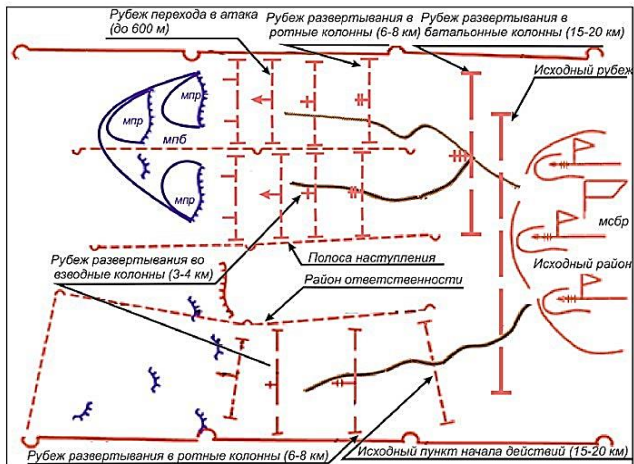 Рубеж перехода в атака
(до 600 м)
Рубеж развертывания в
ротные колонны (6-8 км)
Рубеж развертывания в
батальонные колонны (15-20 км)
Исходный рубеж
мпр
мпр
мпб
мпр
мсбр
Исходный район
Рубеж развертывания во
взводные колонны (3-4 км)
Полоса наступления
Район ответственности
Рубеж развертывания в ротные колонны (6-8 км)
Исходный пункт начала действий (15-20 км)